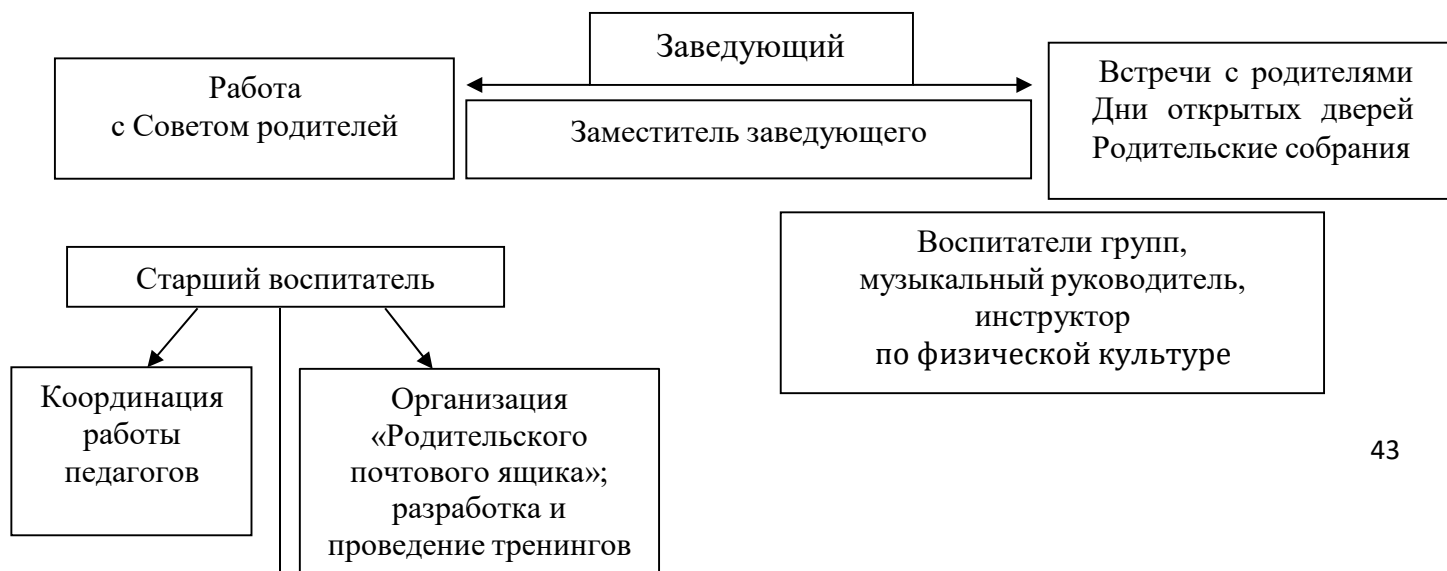 Заведующий
Работа
с Советом родителей
Заместитель заведующего
Встречи с родителями
Дни открытых дверей
Родительские собрания
Старший воспитатель
Воспитатели групп,
музыкальный руководитель,
инструктор
по физической культуре
Координация
работы
педагогов
Организация
«Родительского
почтового ящика»;
разработка и
проведение тренингов
43